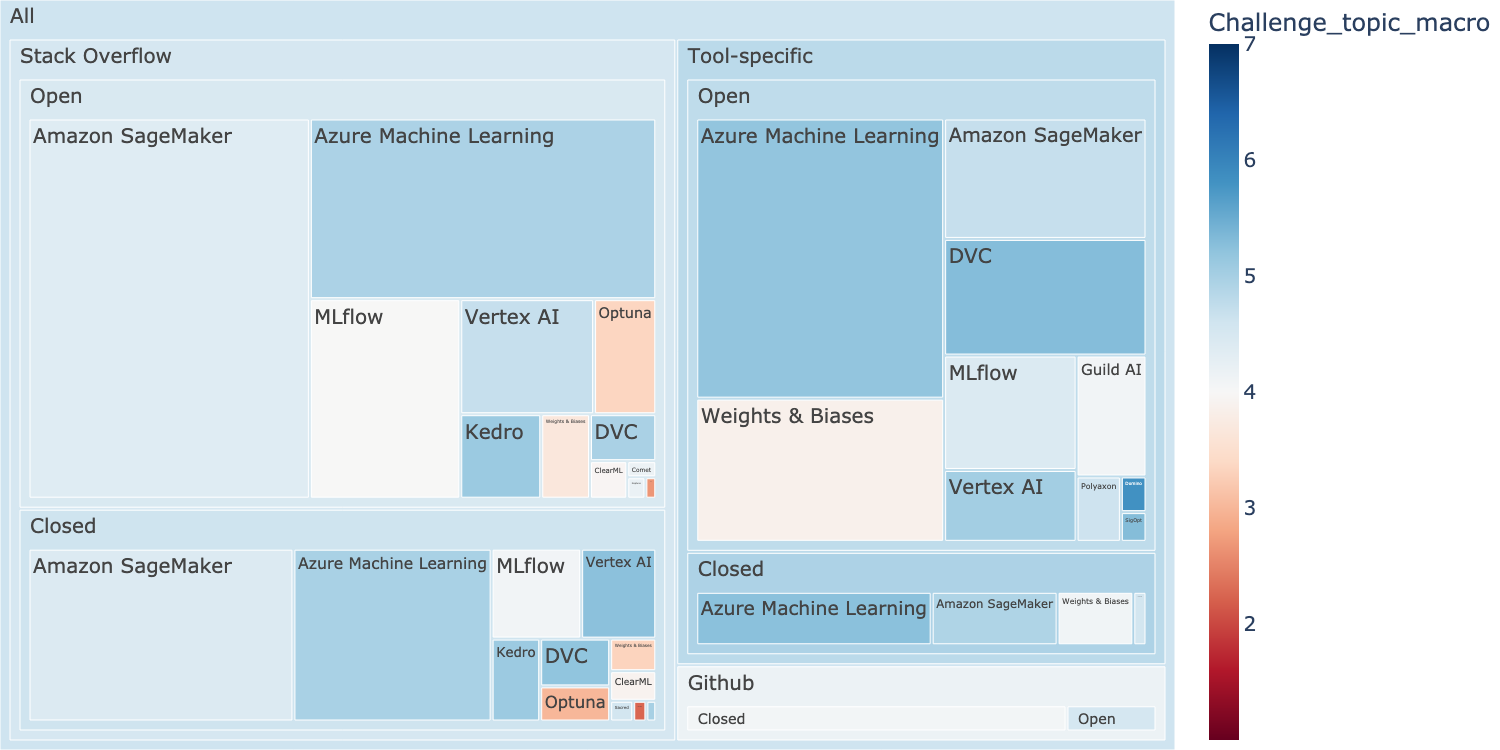 All
Stack Overflow
Open
Amazon SageMaker
Azure Machine Learning
MLflow
Vertex AI
Optuna
Kedro
Weights & Biases
DVC
ClearML
Comet
Closed
Amazon SageMaker
Azure Machine Learning
MLflow
Vertex AI
Kedro
DVC
Optuna
Weights & Biases
ClearML
Sacred
Tool-specific
Open
Azure Machine Learning
Weights & Biases
Amazon SageMaker
DVC
MLflow
Guild AI
Vertex AI
Polyaxon
Domino
SigOpt
Closed
Azure Machine Learning
Amazon SageMaker
Weights & Biases
Github
Closed
Open
Challenge_topic_macro
7
6
5
4
3
2